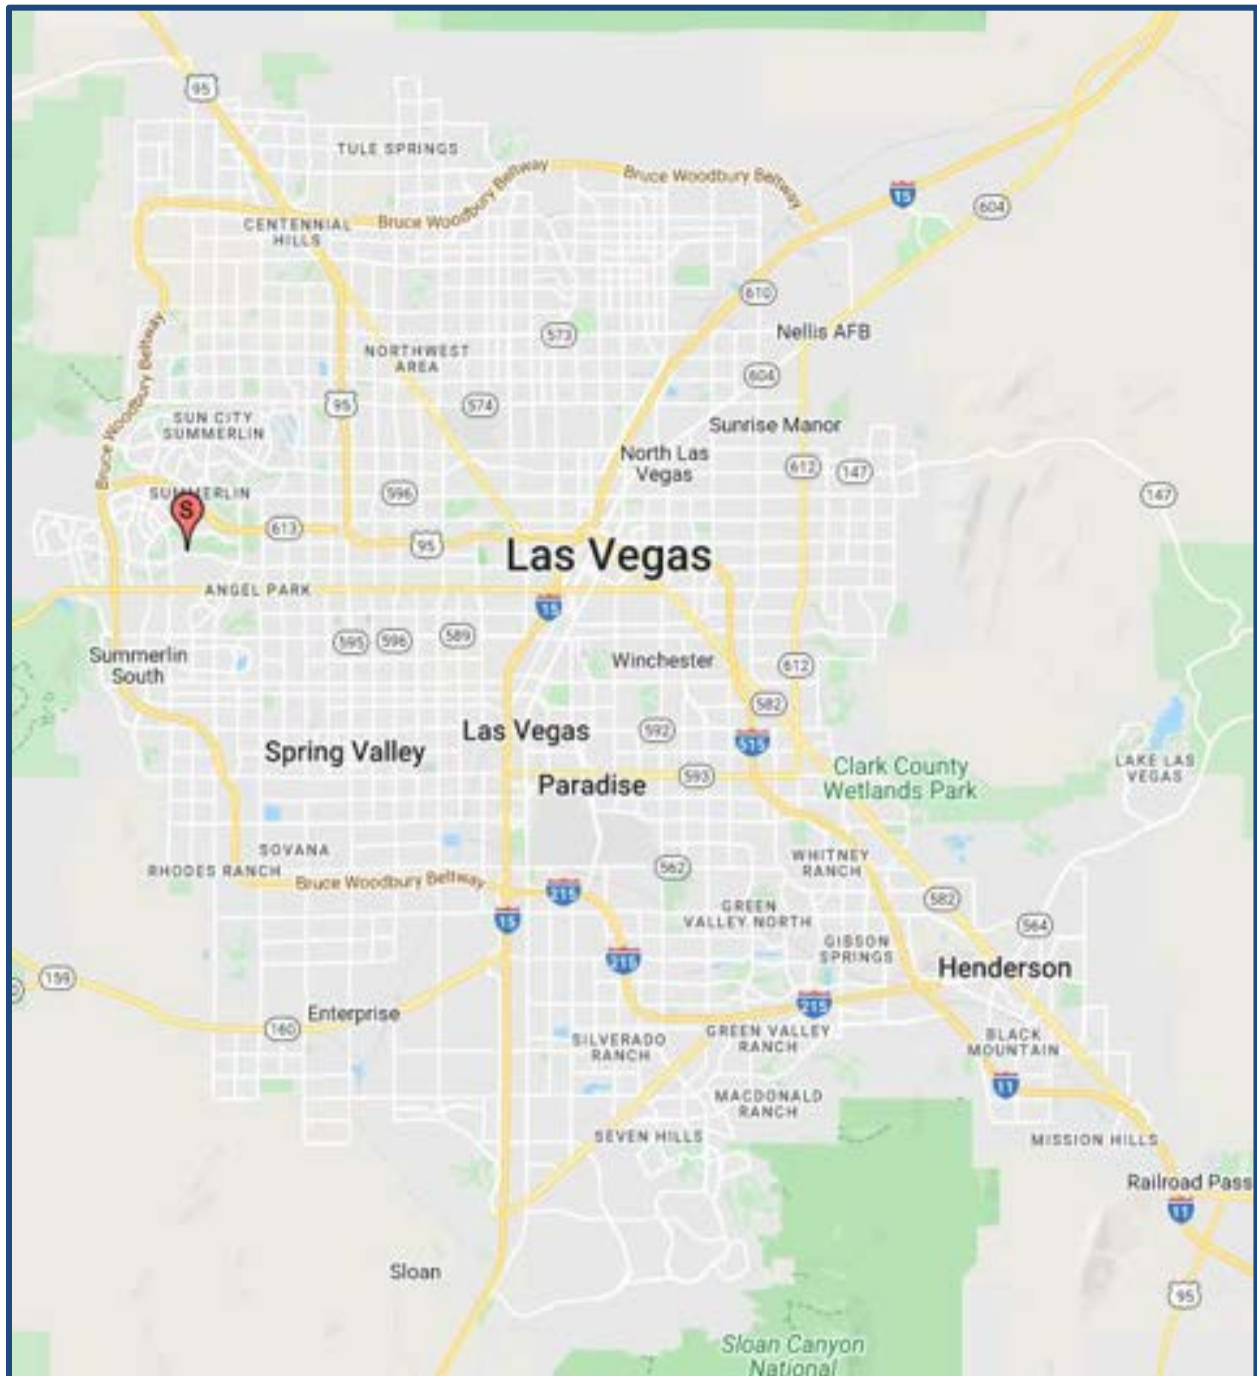 95
TULE SPRINGS
Bruce Woodbury Beltway
Bruce Woodbury Beltway
15
604
CENTENNIAL
HILLS
610
Nellis AFB
573
Bruce Woodbury Beltway
NORTHWEST
AREA
604
95
574
SUN CITY
SUMMERLIN
Sunrise Manor
North Las
Vegas
612
147
147
SUMMERLIN
596
S
613
95
Las Vegas
ANGEL PARK
15
595
596
589
Summerlin
South
Winchester
612
582
Las Vegas
592
515
Spring Valley
593
Paradise
Clark County
Wetlands Park
LAKE LAS
VEGAS
SOVANA
RHODES RANCH
WHITNEY
RANCH
562
Bruce Woodbury Beltway
215
582
15
GREEN
VALLEY NORTH
564
GIBSON
SPRINGS
215
Henderson
159
215
Enterprise
160
SILVERADO
RANCH
GREEN VALLEY
RANCH
BLACK
MOUNTAIN
11
MACDONALD
RANCH
SEVEN HILLS
MISSION HILLS
Railroad Pass
11
Sloan
95
Sloan Canyon
National